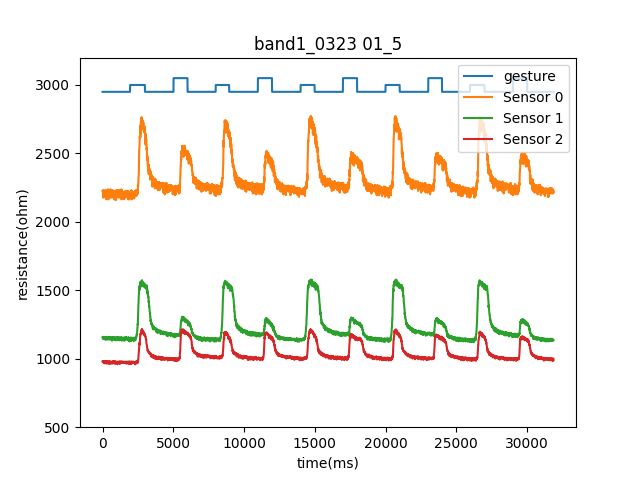 band1_0323 01_5
gesture
Sensor 0
Sensor 1
Sensor 2
3000
2500
2000
1500
1000
500
resistance(ohm)
0
5000
10000
15000
20000
25000
30000
time(ms)